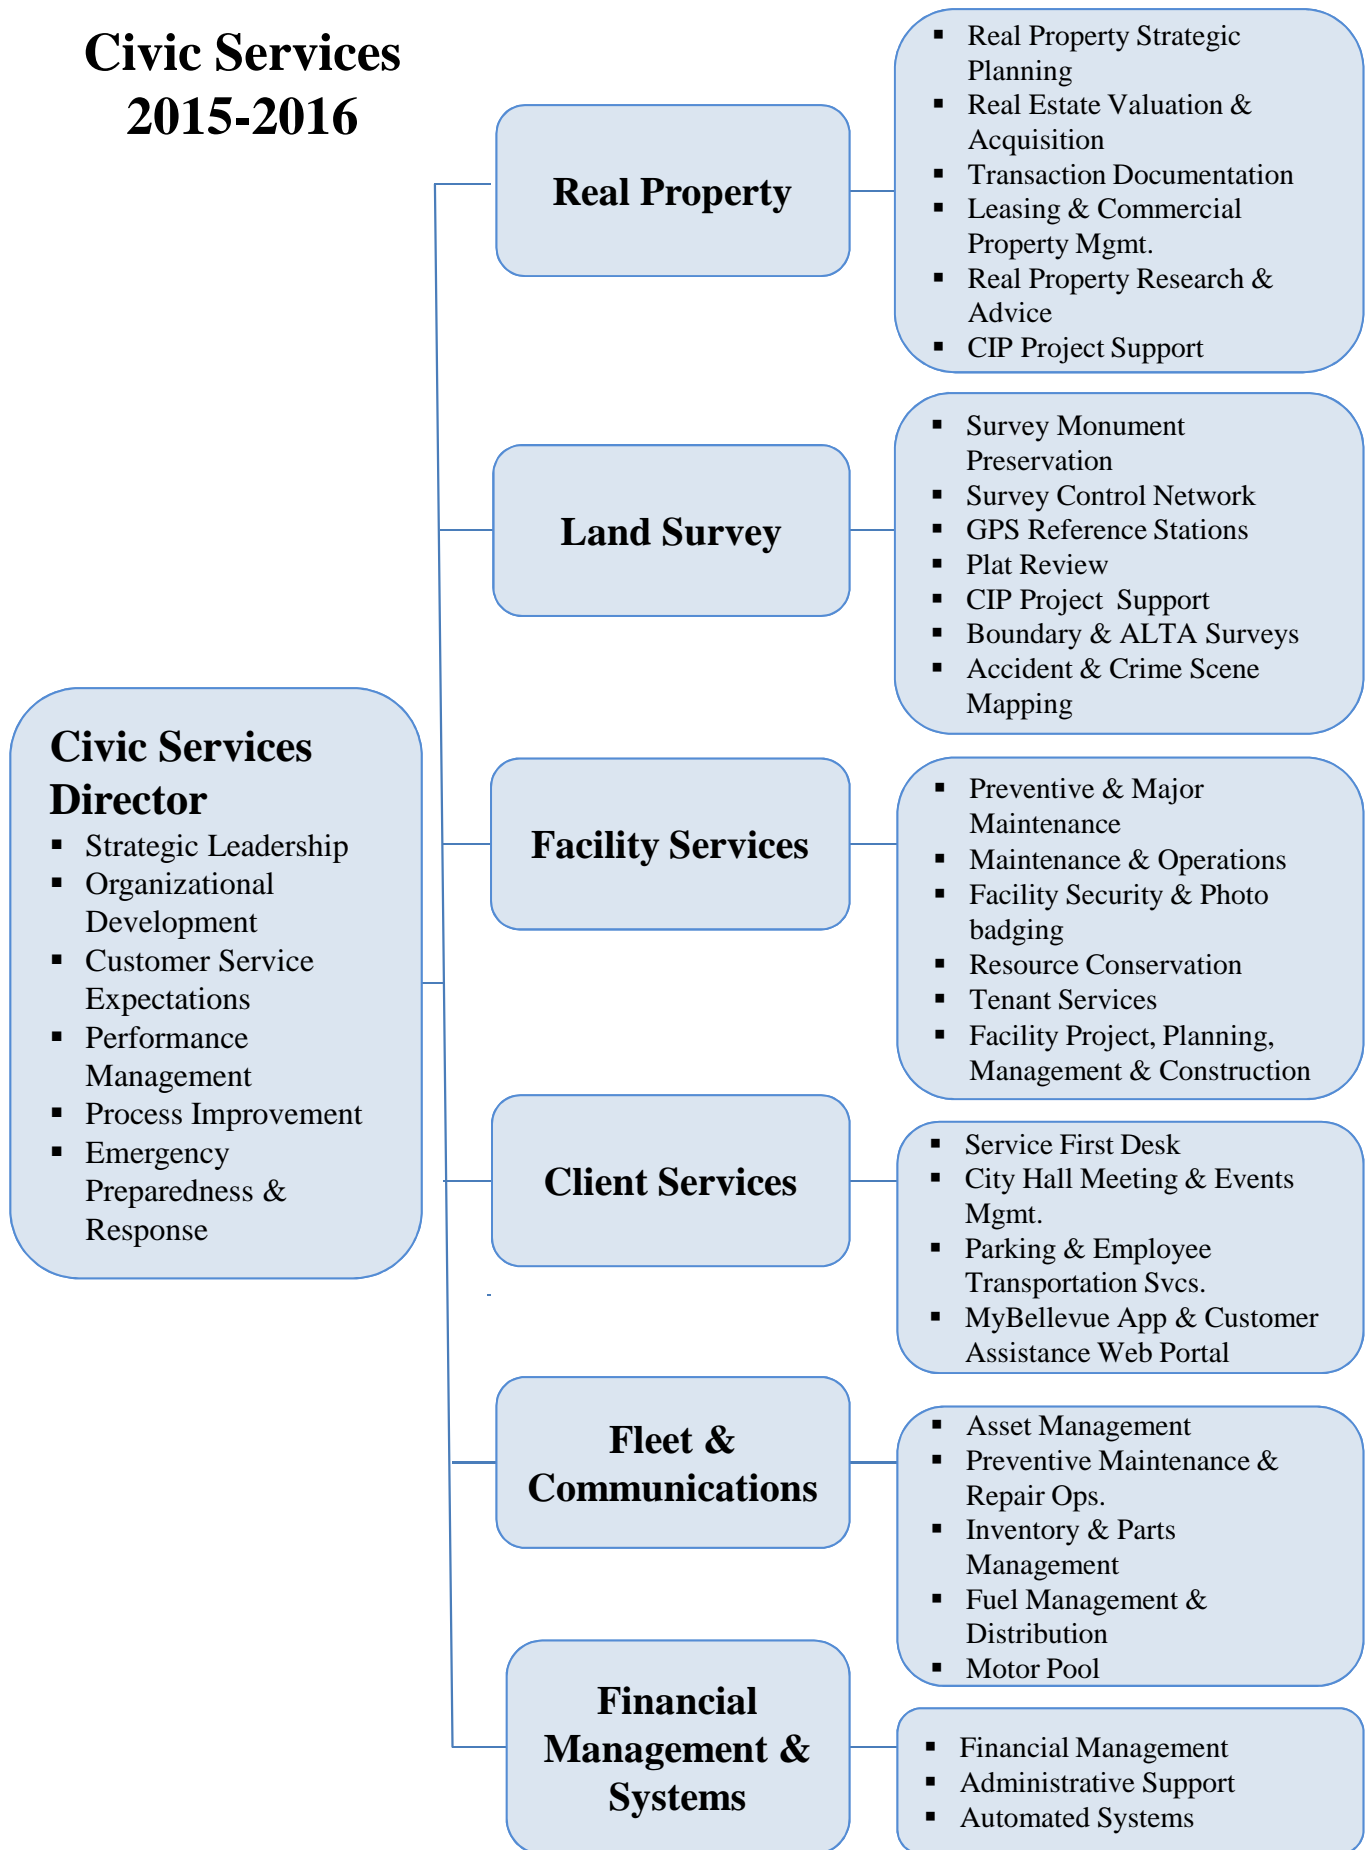 Civic Services
2015-2016
Real Property
▪ Real Property Strategic
Planning
▪ Real Estate Valuation &
Acquisition
▪ Transaction Documentation
▪ Leasing & Commercial
Property Mgmt.
▪ Real Property Research &
Advice
▪ CIP Project Support
Land Survey
▪ Survey Monument
Preservation
▪ Survey Control Network
▪ GPS Reference Stations
▪ Plat Review
▪ CIP Project  Support
▪ Boundary & ALTA Surveys
▪ Accident & Crime Scene
Mapping
Civic Services
Director
▪ Strategic Leadership
▪ Organizational
Development
▪ Customer Service
Expectations
▪ Performance
Management
▪ Process Improvement
▪ Emergency
Preparedness &
Response
Facility Services
▪ Preventive & Major
Maintenance
▪ Maintenance & Operations
▪ Facility Security & Photo
badging
▪ Resource Conservation
▪ Tenant Services
▪ Facility Project, Planning,
Management & Construction
Client Services
▪ Service First Desk
▪ City Hall Meeting & Events
Mgmt.
▪ Parking & Employee
Transportation Svcs.
▪ MyBellevue App & Customer
Assistance Web Portal
Fleet &
Communications
▪ Asset Management
▪ Preventive Maintenance &
Repair Ops.
▪ Inventory & Parts
Management
▪ Fuel Management &
Distribution
▪ Motor Pool
Financial
Management &
Systems
▪ Financial Management
▪ Administrative Support
▪ Automated Systems